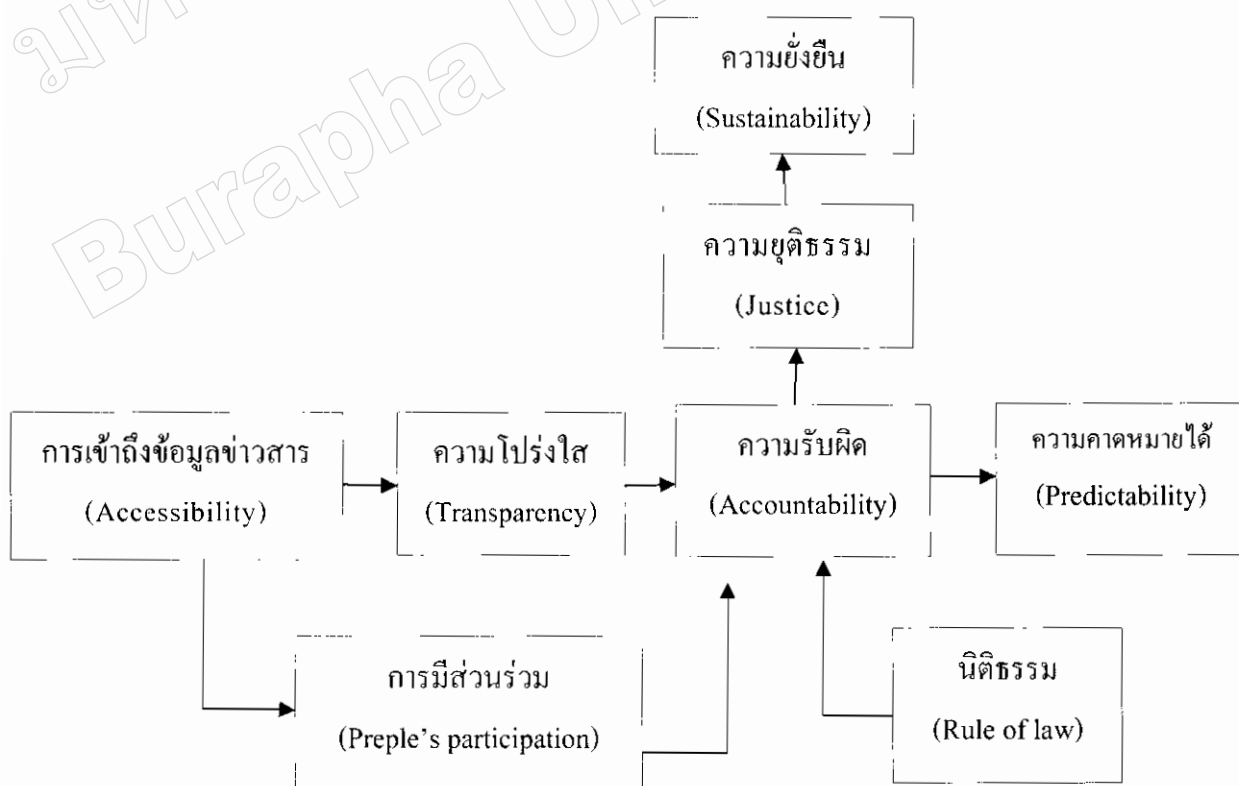 Burapha Un
ความยั่งยืน
(Sustainability)
ความยุติธรรม
(Justice)
การเข้าถึงข้อมูลข่าวสาร
(Accessibility)
ความโปร่งใส
(Transparency)
ความรับผิด
(Accountability)
ความคาดหมายได้
(Predictability)
การมีส่วนร่วม
(Preple's participation)
นิติธรรม
(Rule of law)